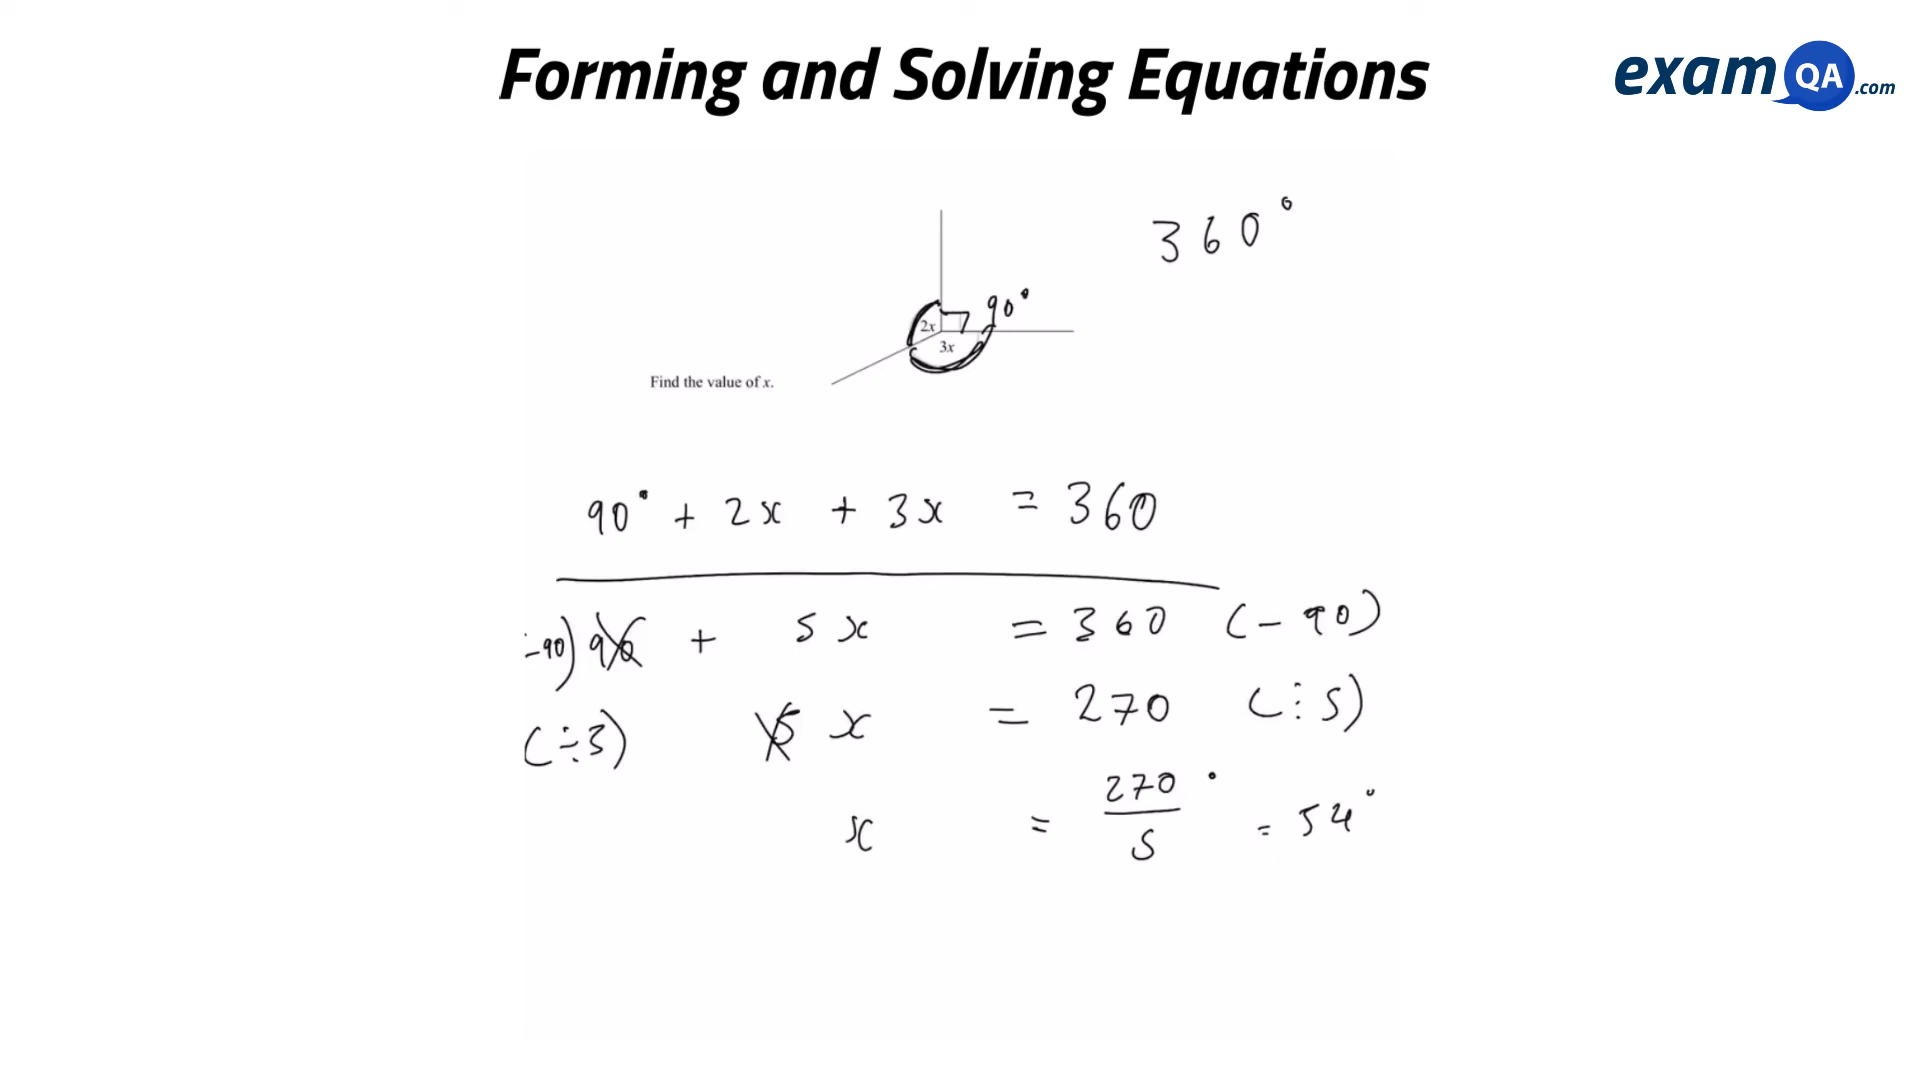 Forming and Solving Equations
examQA.com
360°
90°
2x
3x
Find the value of x.
90° + 2x + 3x = 360
-90) 90 + 5x = 360 (-90)
(÷3) 5x = 270 (÷5)
x = 270°/5 = 54°